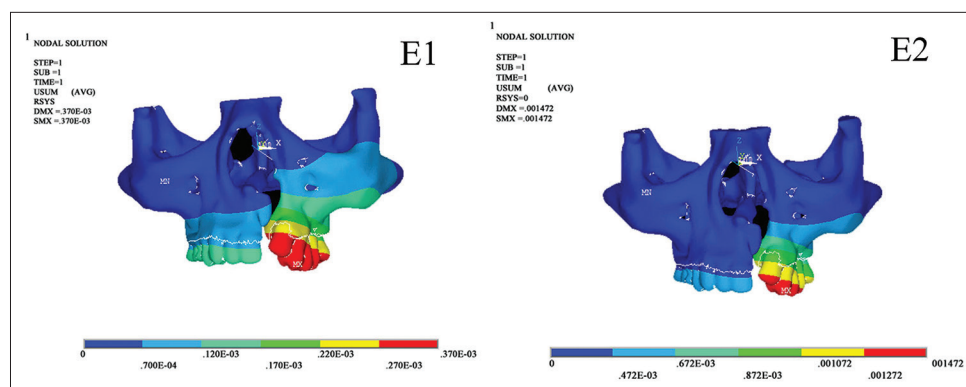 1
NODAL SOLUTION
E1
STEP=1
SUB =1
TIME=1
USUM (AVG)
RSYS
DMX =.370E-03
SMX =.370E-03
X
MN
MX
0
.700E-04
.120E-03
.170E-03
.220E-03
.270E-03
.370E-03
1
NODAL SOLUTION
E2
STEP=1
SUB =1
TIME=1
USUM (AVG)
RSYS=0
DMX =.001472
SMX =.001472
X
MN
MX
0
.472E-03
.672E-03
.872E-03
.001072
.001272
001472